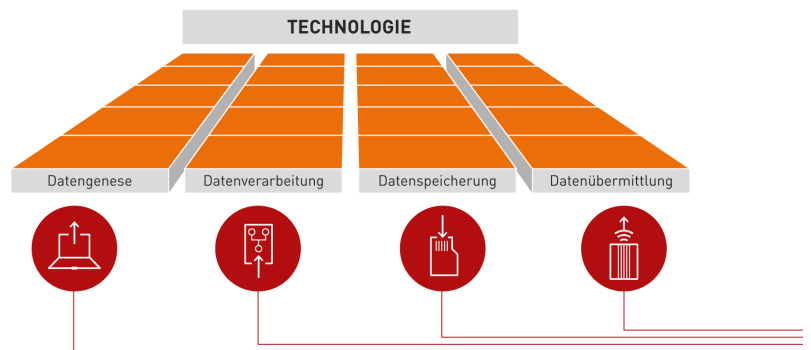 TECHNOLOGIE
Datengenese
Datenverarbeitung
Datenspeicherung
Datenübermittlung